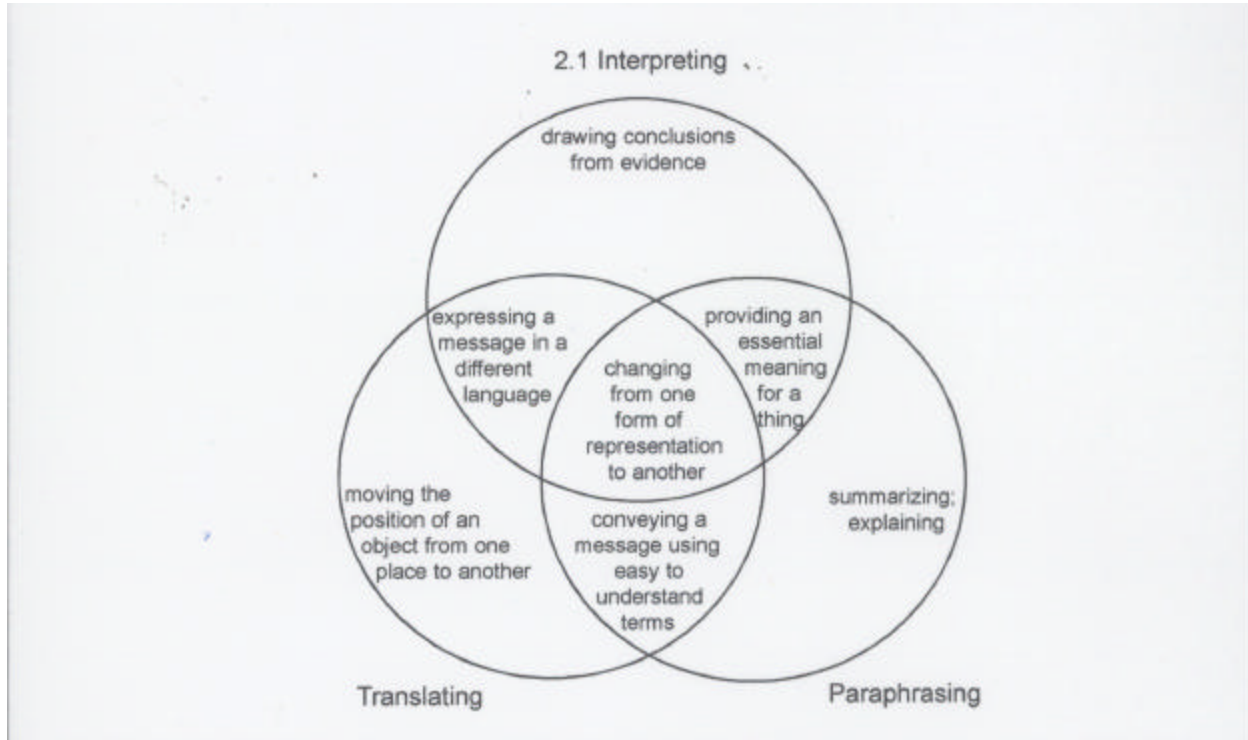 2.1 Interpreting
drawing conclusions
from evidence
expressing a
message in a
different
language
providing an
essential
meaning
for a
thing
changing
from one
form of
representation
to another
moving the
position of an
object from one
place to another
summarizing;
explaining
conveying a
message using
easy to
understand
terms
Translating
Paraphrasing